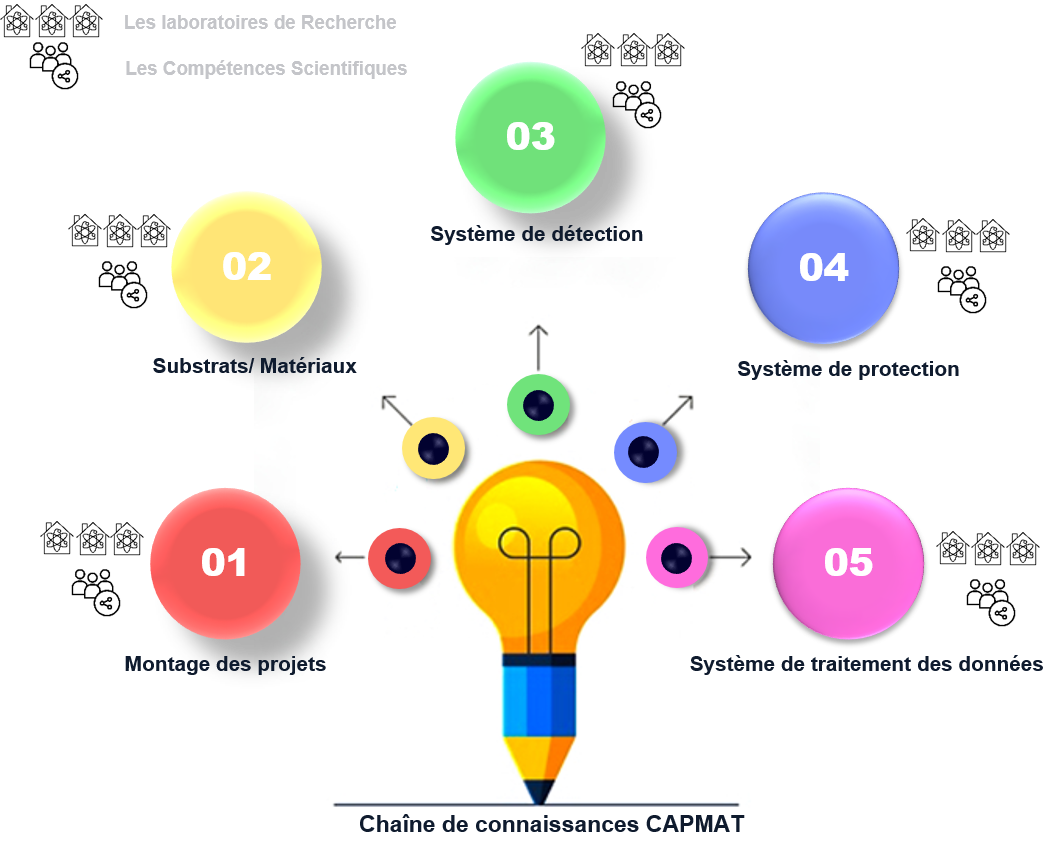 Les laboratoires de Recherche
Les Compétences Scientifiques
03
Système de détection
02
Substrats/ Matériaux
04
Système de protection
01
Montage des projets
05
Système de traitement des données
Chaîne de connaissances CAPMAT